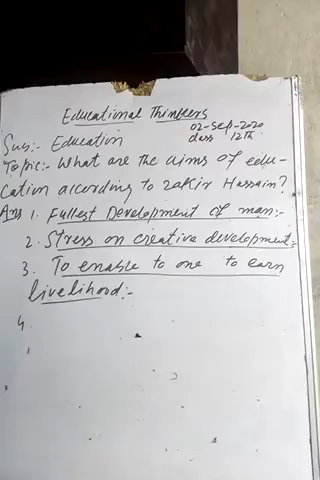 Educational Thinkers
02-Sep-2020
Sub:- Education class 12th
Topic:- What are the aims of edu-
cation according to Zakir Hussain?
Ans 1. Fullest Development of man:-
2. Stress on creative development:-
3. To enable to one to earn
livelihood:-
4.